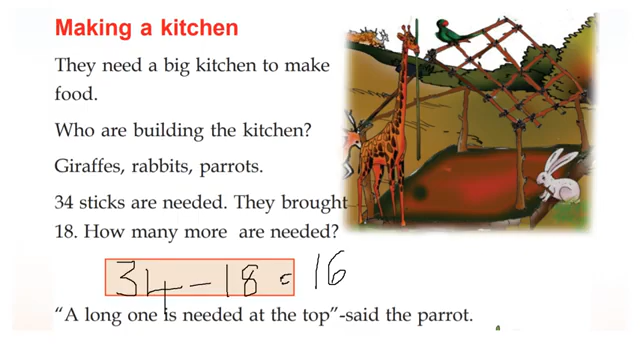 Making a kitchen
They need a big kitchen to make
food.
Who are building the kitchen?
Giraffes, rabbits, parrots.
34 sticks are needed. They brought
18. How many more are needed?
34 - 18 = 16
“A long one is needed at the top”-said the parrot.